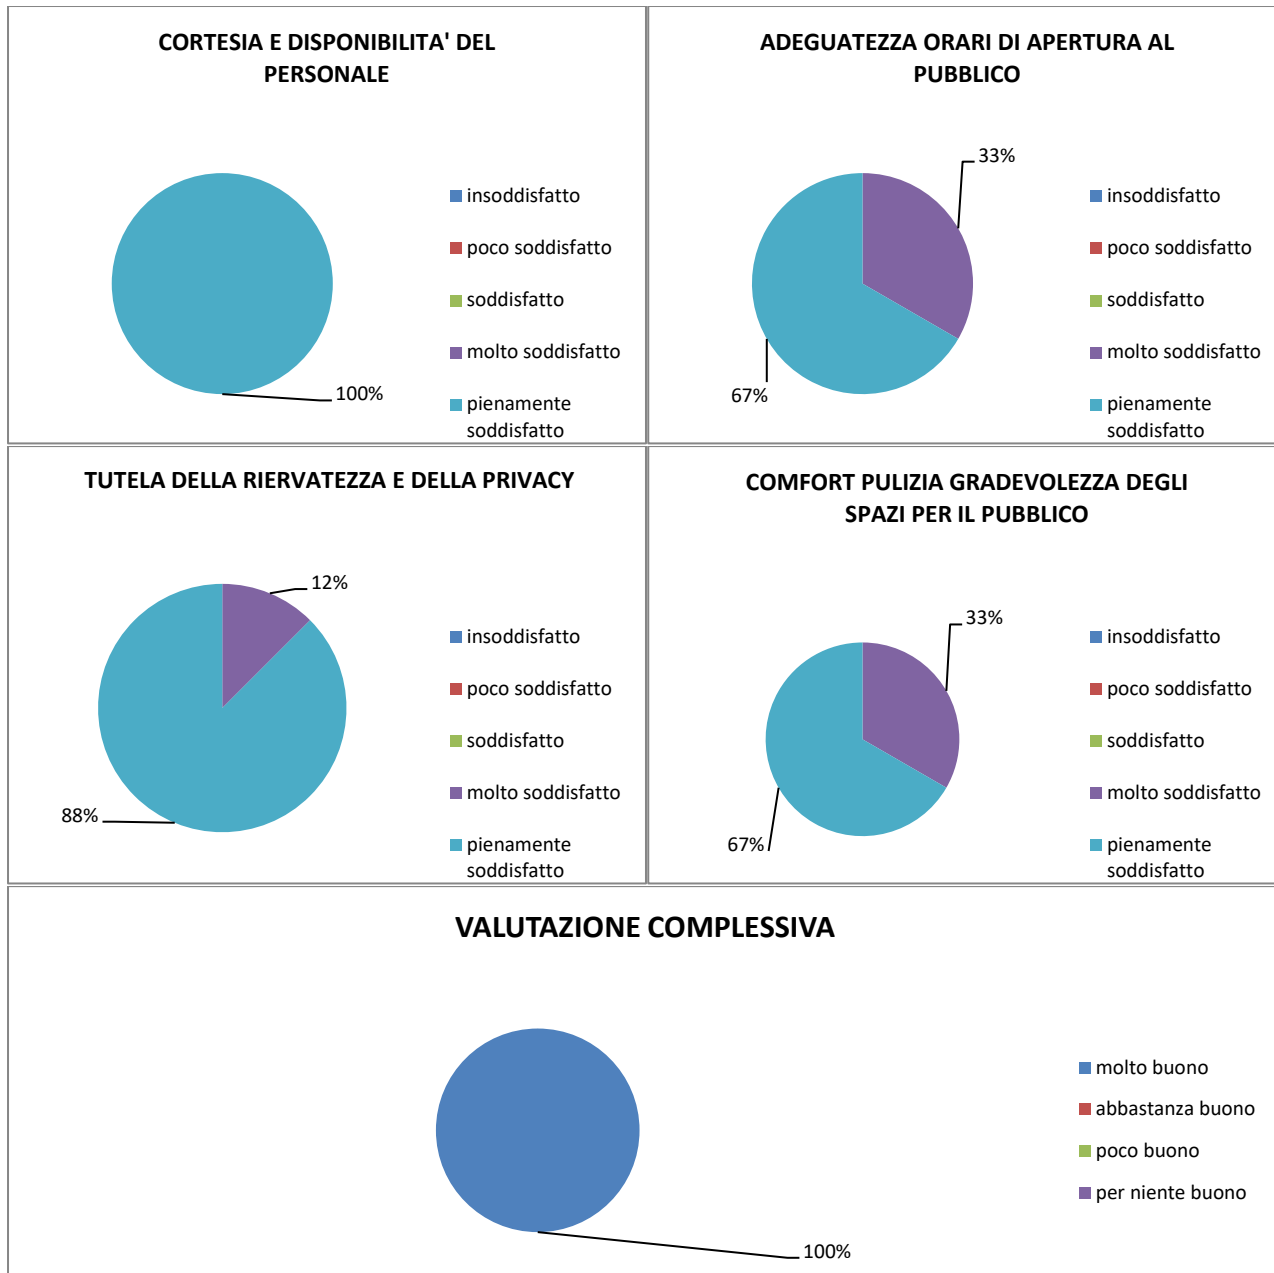 CORTESIA E DISPONIBILITA' DEL
PERSONALE
100%
insoddisfatto
poco soddisfatto
soddisfatto
molto soddisfatto
pienamente
soddisfatto
ADEGUATEZZA ORARI DI APERTURA AL
PUBBLICO
33%
67%
insoddisfatto
poco soddisfatto
soddisfatto
molto soddisfatto
pienamente
soddisfatto
TUTELA DELLA RIERVATEZZA E DELLA PRIVACY
12%
88%
insoddisfatto
poco soddisfatto
soddisfatto
molto soddisfatto
pienamente
soddisfatto
COMFORT PULIZIA GRADEVOLEZZA DEGLI
SPAZI PER IL PUBBLICO
33%
67%
insoddisfatto
poco soddisfatto
soddisfatto
molto soddisfatto
pienamente
soddisfatto
VALUTAZIONE COMPLESSIVA
100%
molto buono
abbastanza buono
poco buono
per niente buono